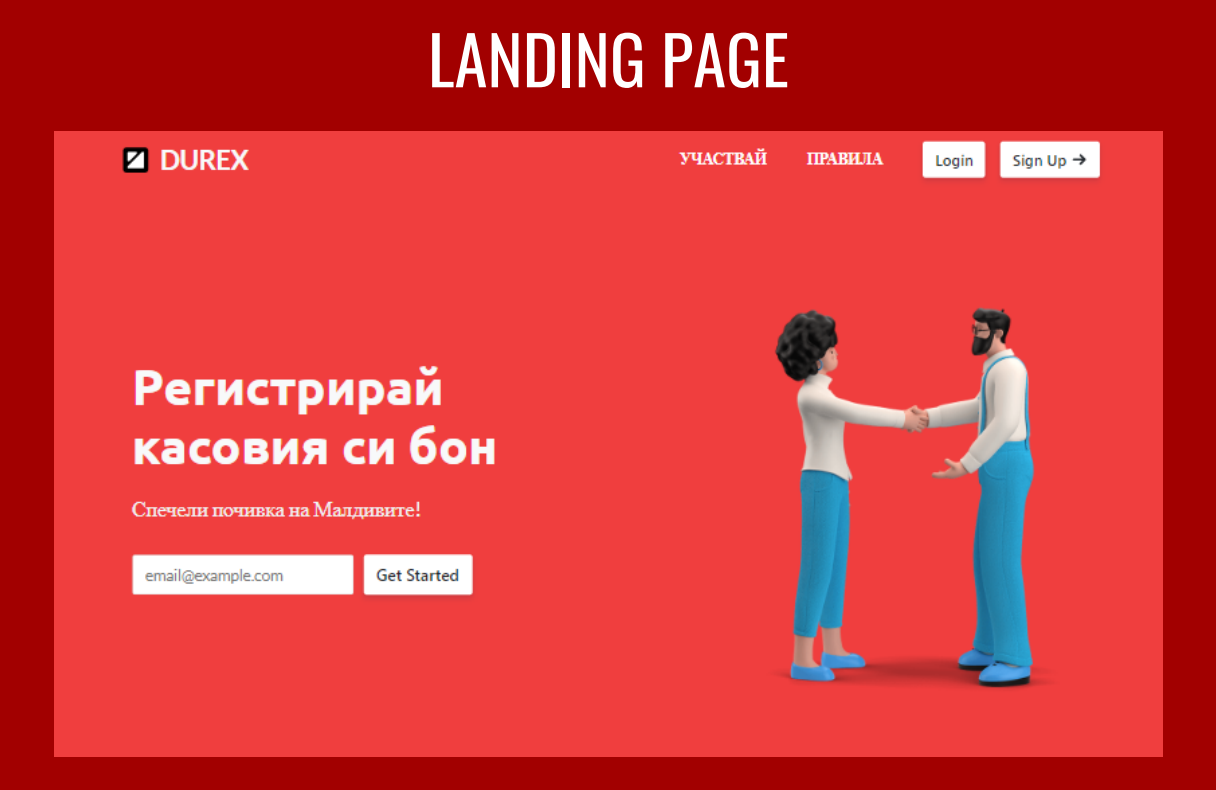 LANDING PAGE
DUREX
УЧАСТВАЙ
ПРАВИЛА
Login
Sign Up →
Регистрирай
касовия си бон
Спечели почивка на Малдивите!
email@example.com
Get Started